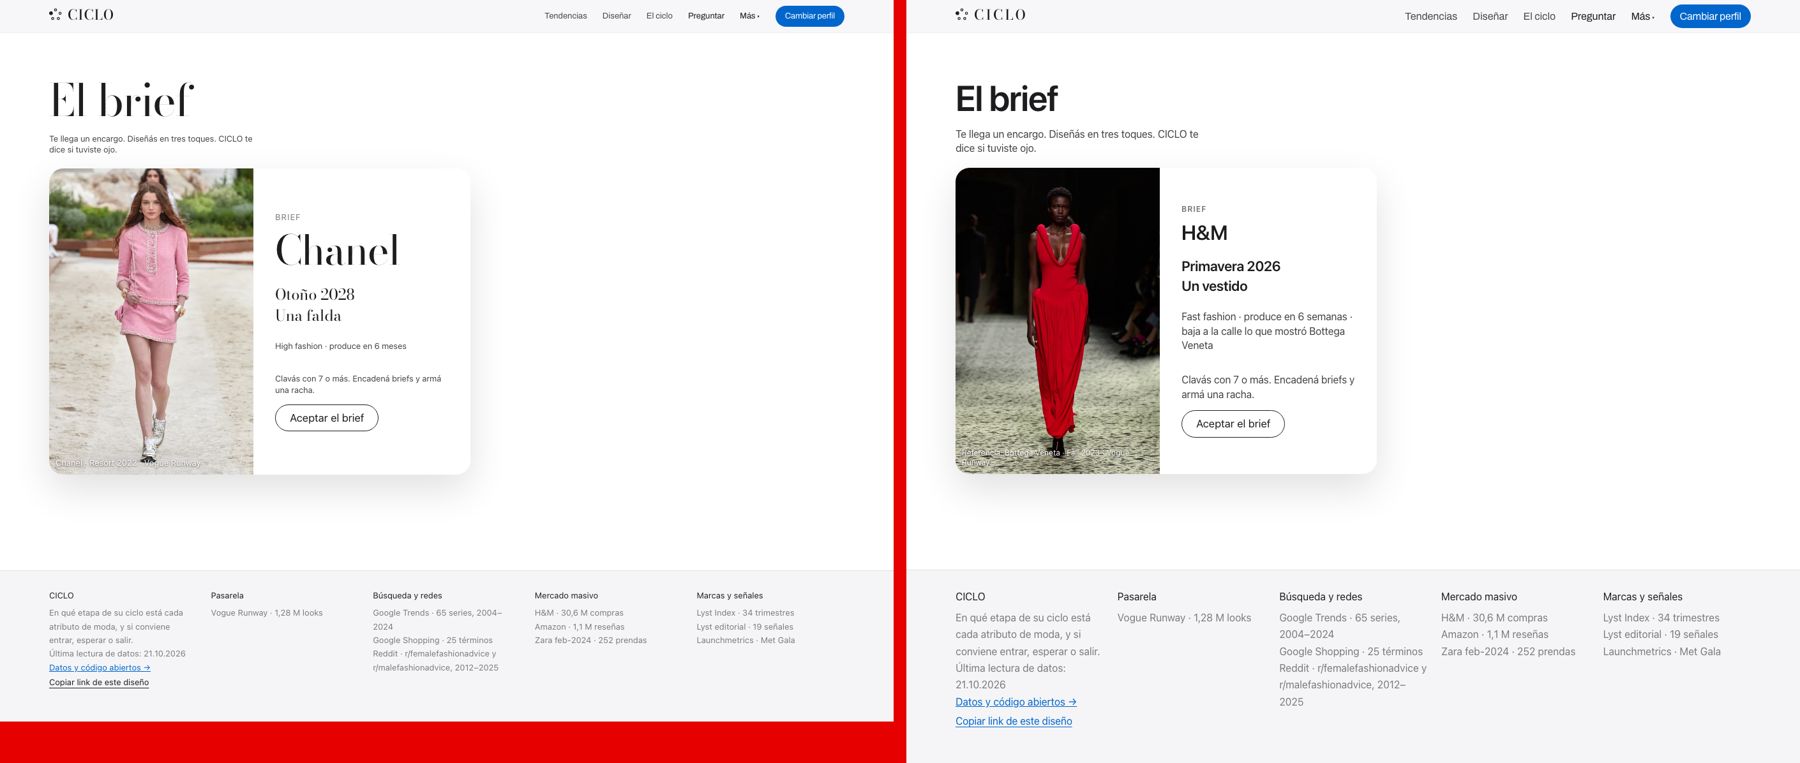 CICLO
Tendencias Diseñar El ciclo Preguntar Más Cambiar perfil
El brief
Te llega un encargo. Diseñás en tres toques. CICLO te
dice si tuviste ojo.
BRIEF
Chanel
Otoño 2028
Una falda
High fashion · produce en 6 meses
Clavás con 7 o más. Encadená briefs y armá
una racha.
Aceptar el brief
Chanel · Resort 2022 · Vogue Runway
CICLO
En qué etapa de su ciclo está cada
atributo de moda, y si conviene
entrar, esperar o salir.
Última lectura de datos: 21.10.2026
Datos y código abiertos →
Copiar link de este diseño
Pasarela
Vogue Runway · 1,28 M looks
Búsqueda y redes
Google Trends · 65 series, 2004–
2024
Google Shopping · 25 términos
Reddit · r/femalefashionadvice y
r/malefashionadvice, 2012–2025
Mercado masivo
H&M · 30,6 M compras
Amazon · 1,1 M reseñas
Zara feb-2024 · 252 prendas
Marcas y señales
Lyst Index · 34 trimestres
Lyst editorial · 19 señales
Launchmetrics · Met Gala
CICLO
Tendencias Diseñar El ciclo Preguntar Más Cambiar perfil
El brief
Te llega un encargo. Diseñás en tres toques. CICLO te
dice si tuviste ojo.
BRIEF
H&M
Primavera 2026
Un vestido
Fast fashion · produce en 6 semanas ·
baja a la calle lo que mostró Bottega
Veneta
Clavás con 7 o más. Encadená briefs y
armá una racha.
Aceptar el brief
Referencia: Bottega Veneta · Fall 2023 · Vogue
Runway
CICLO
En qué etapa de su ciclo está
cada atributo de moda, y si
conviene entrar, esperar o salir.
Última lectura de datos:
21.10.2026
Datos y código abiertos →
Copiar link de este diseño
Pasarela
Vogue Runway · 1,28 M looks
Búsqueda y redes
Google Trends · 65 series,
2004–2024
Google Shopping · 25 términos
Reddit · r/femalefashionadvice y
r/malefashionadvice, 2012–
2025
Mercado masivo
H&M · 30,6 M compras
Amazon · 1,1 M reseñas
Zara feb-2024 · 252 prendas
Marcas y señales
Lyst Index · 34 trimestres
Lyst editorial · 19 señales
Launchmetrics · Met Gala